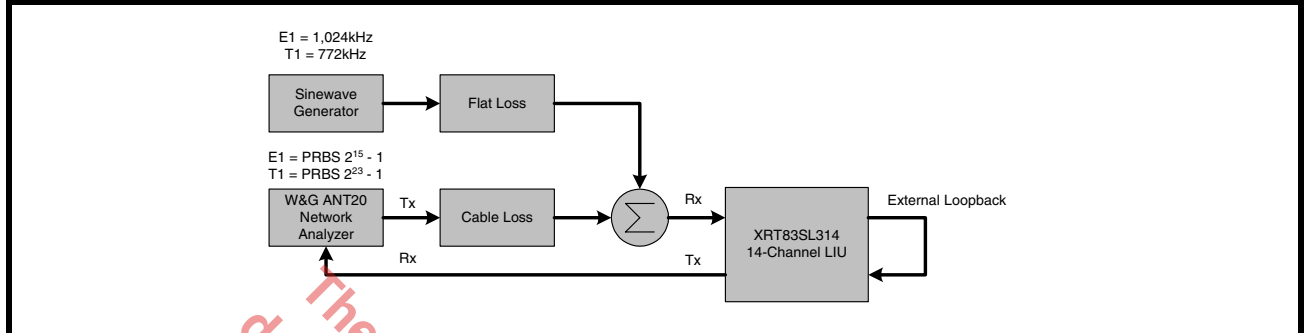 E1 = 1,024kHz
T1 = 772kHz
Sinewave
Generator
Flat Loss
E1 = PRBS 2¹⁵ - 1
T1 = PRBS 2²³ - 1
W&G ANT20
Network
Analyzer
Tx
Cable Loss
Σ
Rx
XRT83SL314
14-Channel LIU
External Loopback
Rx
Tx
The
d